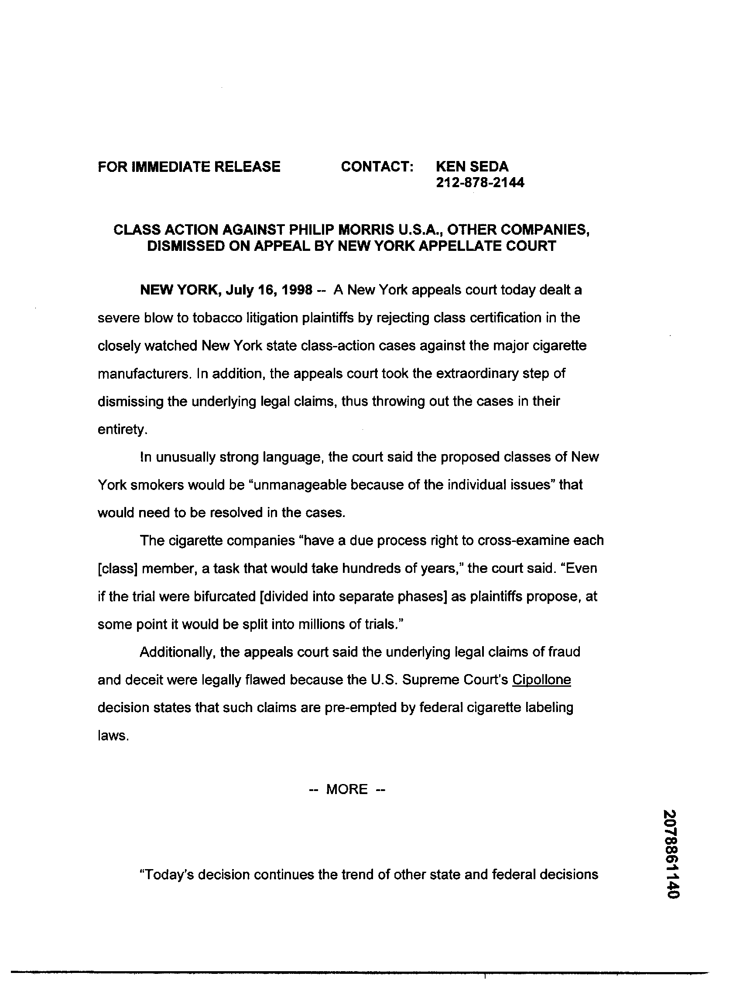 FOR IMMEDIATE RELEASE CONTACT: KEN SEDA
212-878-2144
CLASS ACTION AGAINST PHILIP MORRIS U.S.A., OTHER COMPANIES,
DISMISSED ON APPEAL BY NEW YORK APPELLATE COURT
NEW YORK, July 16, 1998 -- A New York appeals court today dealt a
severe blow to tobacco litigation plaintiffs by rejecting class certification in the
closely watched New York state class-action cases against the major cigarette
manufacturers. In addition, the appeals court took the extraordinary step of
dismissing the underlying legal claims, thus throwing out the cases in their
entirety.
In unusually strong language, the court said the proposed classes of New
York smokers would be “unmanageable because of the individual issues” that
would need to be resolved in the cases.
The cigarette companies “have a due process right to cross-examine each
[class] member, a task that would take hundreds of years,” the court said. “Even
if the trial were bifurcated [divided into separate phases] as plaintiffs propose, at
some point it would be split into millions of trials.”
Additionally, the appeals court said the underlying legal claims of fraud
and deceit were legally flawed because the U.S. Supreme Court's Cipollone
decision states that such claims are pre-empted by federal cigarette labeling
laws.
-- MORE --
“Today's decision continues the trend of other state and federal decisions
2078861140